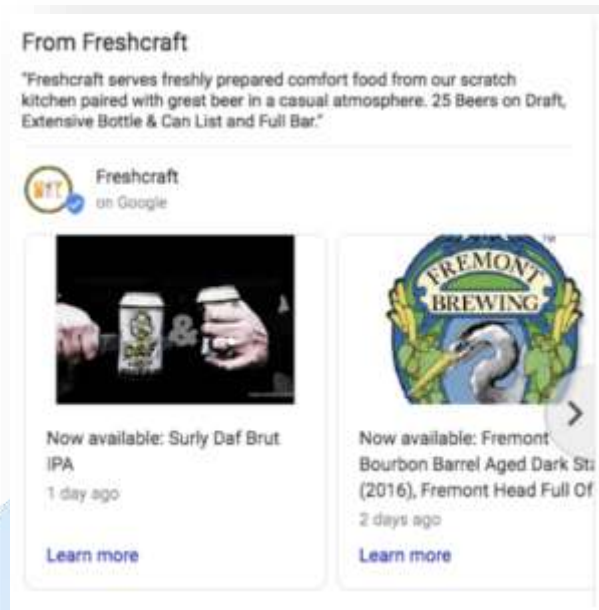 From Freshcraft
"Freshcraft serves freshly prepared comfort food from our scratch
kitchen paired with great beer in a casual atmosphere. 25 Beers on Draft,
Extensive Bottle & Can List and Full Bar."
Freshcraft
on Google
&
DAF
TM
FREMONT
BREWING
Now available: Surly Daf Brut
IPA
1 day ago
Learn more
Now available: Fremont
Bourbon Barrel Aged Dark Sta
(2016), Fremont Head Full Of
2 days ago
Learn more